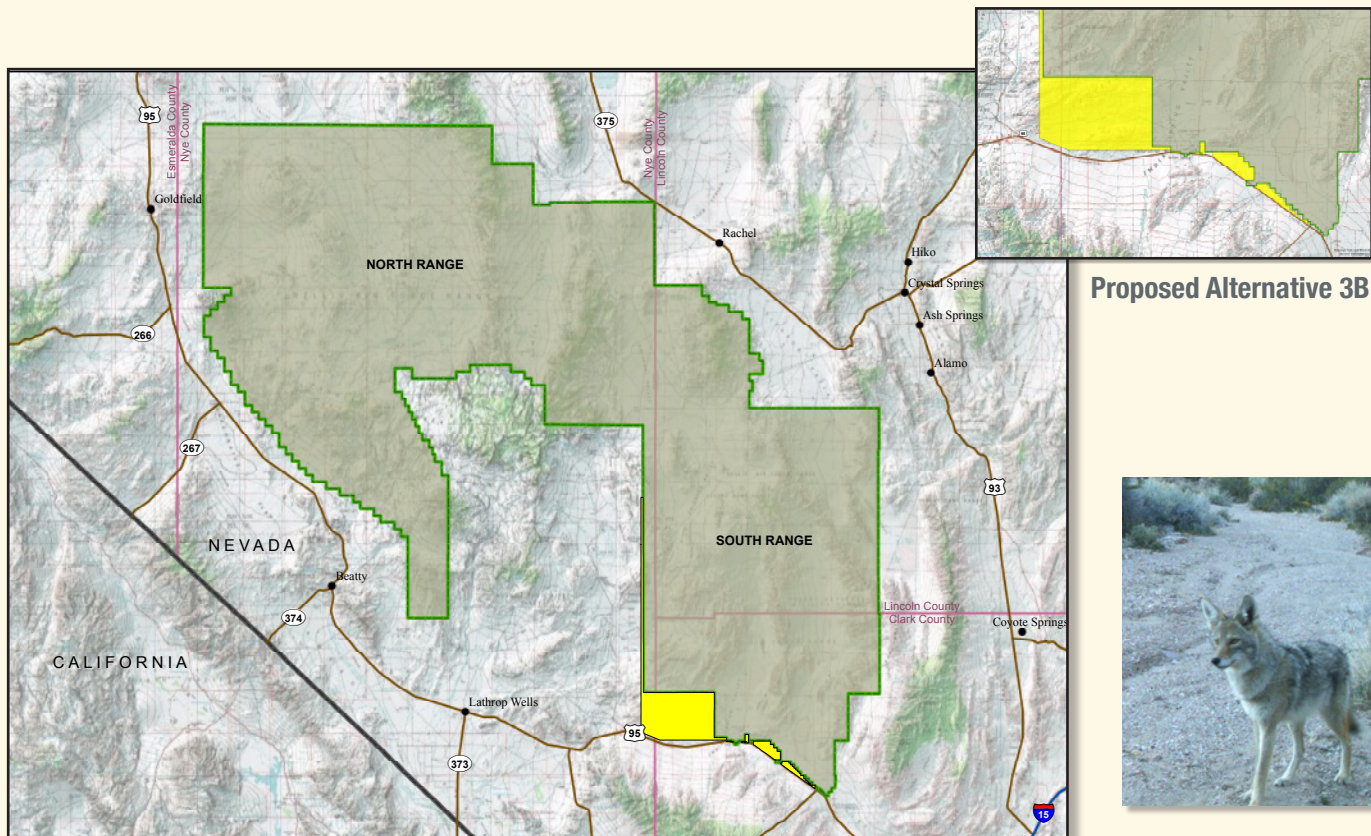 Proposed Alternative 3B
95
375
Esmeralda County
Nye County
Nye County
Lincoln County
Goldfield
Rachel
NORTH RANGE
Hiko
Crystal Springs
Ash Springs
266
Alamo
267
93
NEVADA
SOUTH RANGE
Beatty
374
Lincoln County
Clark County
Coyote Springs
CALIFORNIA
Lathrop Wells
95
373
15